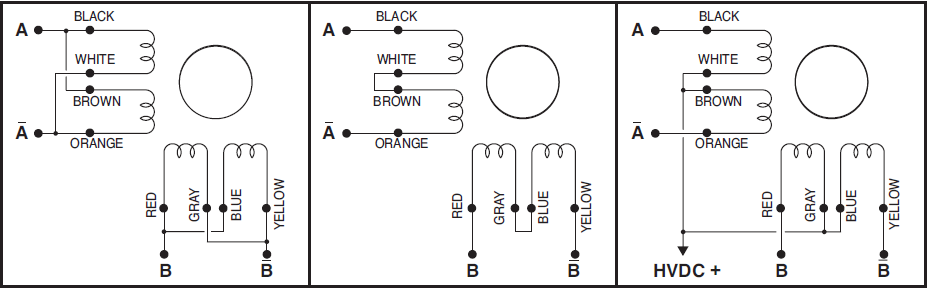 A
BLACK
WHITE
BROWN
A̅
ORANGE
RED
GRAY
BLUE
YELLOW
B
B̅
A
BLACK
WHITE
BROWN
A̅
ORANGE
RED
GRAY
BLUE
YELLOW
B
B̅
A
BLACK
WHITE
BROWN
A̅
ORANGE
RED
GRAY
BLUE
YELLOW
HVDC +
B
B̅